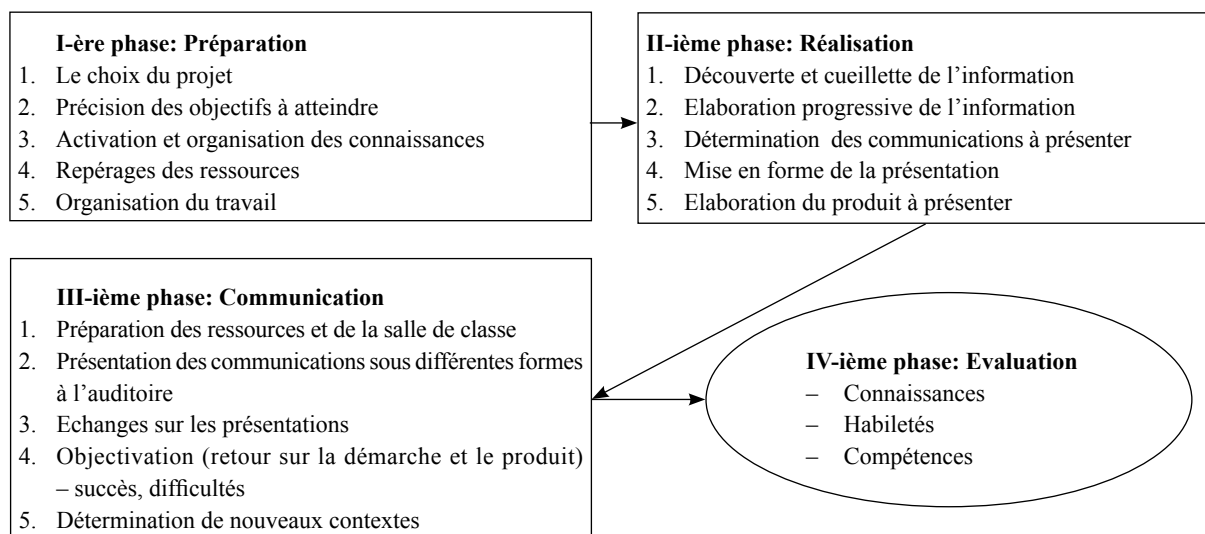 I-ère phase: Préparation
1. Le choix du projet
2. Précision des objectifs à atteindre
3. Activation et organisation des connaissances
4. Repérages des ressources
5. Organisation du travail
II-ième phase: Réalisation
1. Découverte et cueillette de l’information
2. Elaboration progressive de l’information
3. Détermination des communications à présenter
4. Mise en forme de la présentation
5. Elaboration du produit à présenter
III-ième phase: Communication
1. Préparation des ressources et de la salle de classe
2. Présentation des communications sous différentes formes
à l’auditoire
3. Echanges sur les présentations
4. Objectivation (retour sur la démarche et le produit)
– succès, difficultés
5. Détermination de nouveaux contextes
IV-ième phase: Evaluation
– Connaissances
– Habiletés
– Compétences